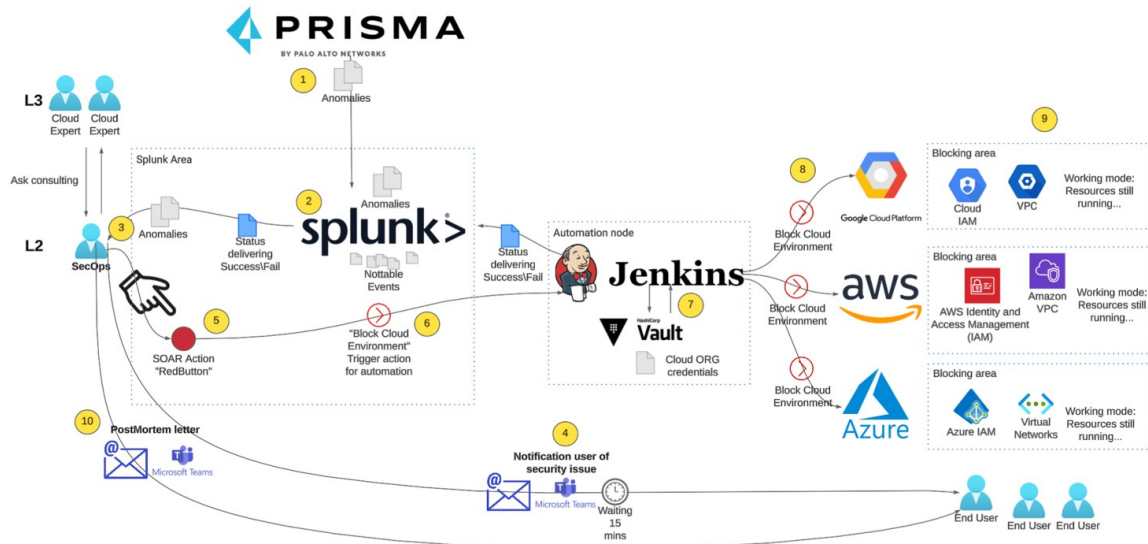 PRISMA
BY PALO ALTO NETWORKS
1
Anomalies
L3
Cloud
Expert
Cloud
Expert
Ask consulting
L2
SecOps
Splunk Area
3
Anomalies
2
Anomalies
splunk>
Nottable
Events
Status
delivering
Success\Fail
5
SOAR Action
"RedButton"
6
"Block Cloud
Environment"
Trigger action
for automation
Status
delivering
Success\Fail
Automation node
Jenkins
7
HashiCorp
Vault
Cloud ORG
credentials
8
Block Cloud
Environment
Google Cloud Platform
Block Cloud
Environment
aws
Block Cloud
Environment
Azure
9
Blocking area
Cloud
IAM
VPC
Working mode:
Resources still
running...
Blocking area
AWS Identity and
Access Management
(IAM)
Amazon
VPC
Working mode:
Resources still
running...
Blocking area
Azure IAM
Virtual
Networks
Working mode:
Resources still
running...
10
PostMortem letter
@
Microsoft Teams
4
Notification user of
security issue
@
Microsoft Teams
Waiting
15
mins
End User
End User
End User